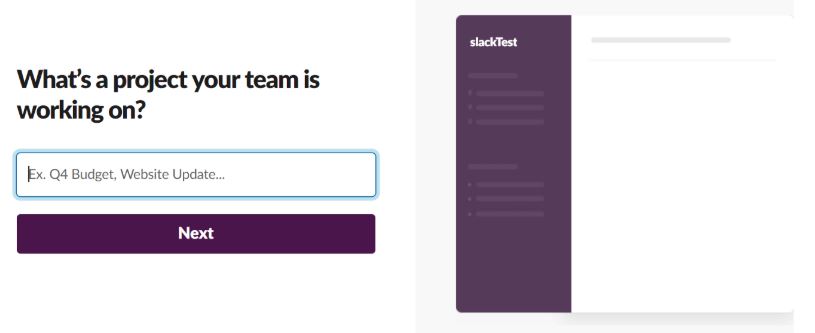 What's a project your team is
working on?
Ex. Q4 Budget, Website Update...
Next
slackTest